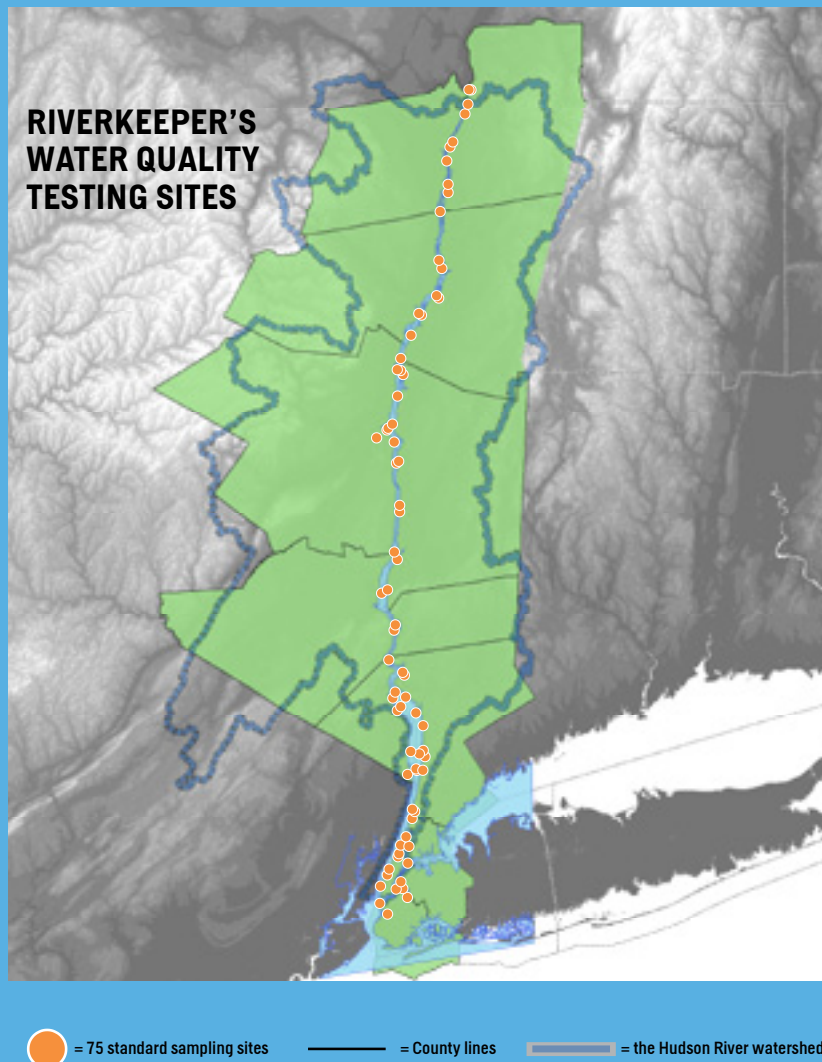 RIVERKEEPER'S
WATER QUALITY
TESTING SITES
= 75 standard sampling sites
= County lines
= the Hudson River watershed